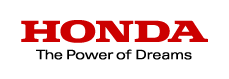 HONDA
The Power of Dreams